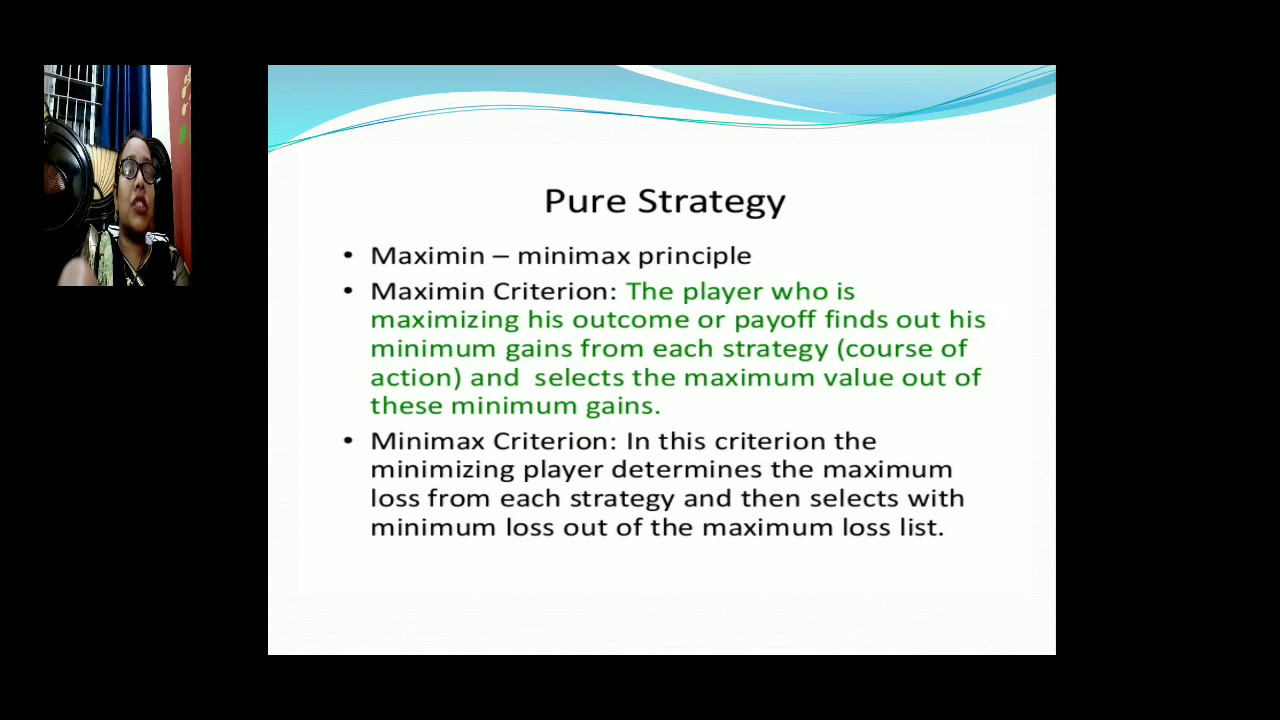 Pure Strategy
• Maximin – minimax principle
• Maximin Criterion: The player who is
maximizing his outcome or payoff finds out his
minimum gains from each strategy (course of
action) and selects the maximum value out of
these minimum gains.
• Minimax Criterion: In this criterion the
minimizing player determines the maximum
loss from each strategy and then selects with
minimum loss out of the maximum loss list.